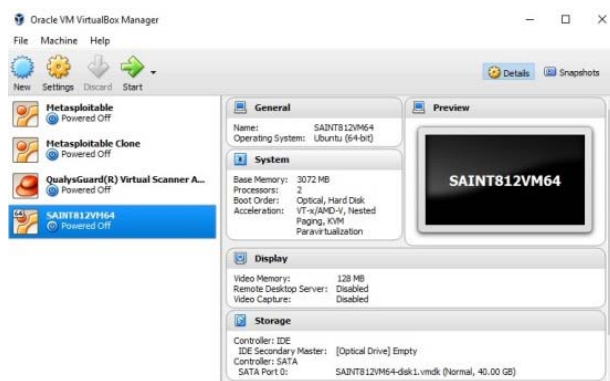 Oracle VM VirtualBox Manager
File Machine Help
New Settings Discard Start
Details Snapshots
Metasploitable
Powered Off
Metasploitable Clone
Powered Off
QualysGuard(R) Virtual Scanner A...
Powered Off
64
SAINT812VM64
Powered Off
General
Name: SAINT812VM64
Operating System: Ubuntu (64-bit)
System
Base Memory: 3072 MB
Processors: 2
Boot Order: Optical, Hard Disk
Acceleration: VT-x/AMD-V, Nested
Paging, KVM
Paravirtualization
Preview
SAINT812VM64
Display
Video Memory: 128 MB
Remote Desktop Server: Disabled
Video Capture: Disabled
Storage
Controller: IDE
IDE Secondary Master: [Optical Drive] Empty
Controller: SATA
SATA Port 0: SAINT812VM64-disk1.vmdk (Normal, 40.00 GB)